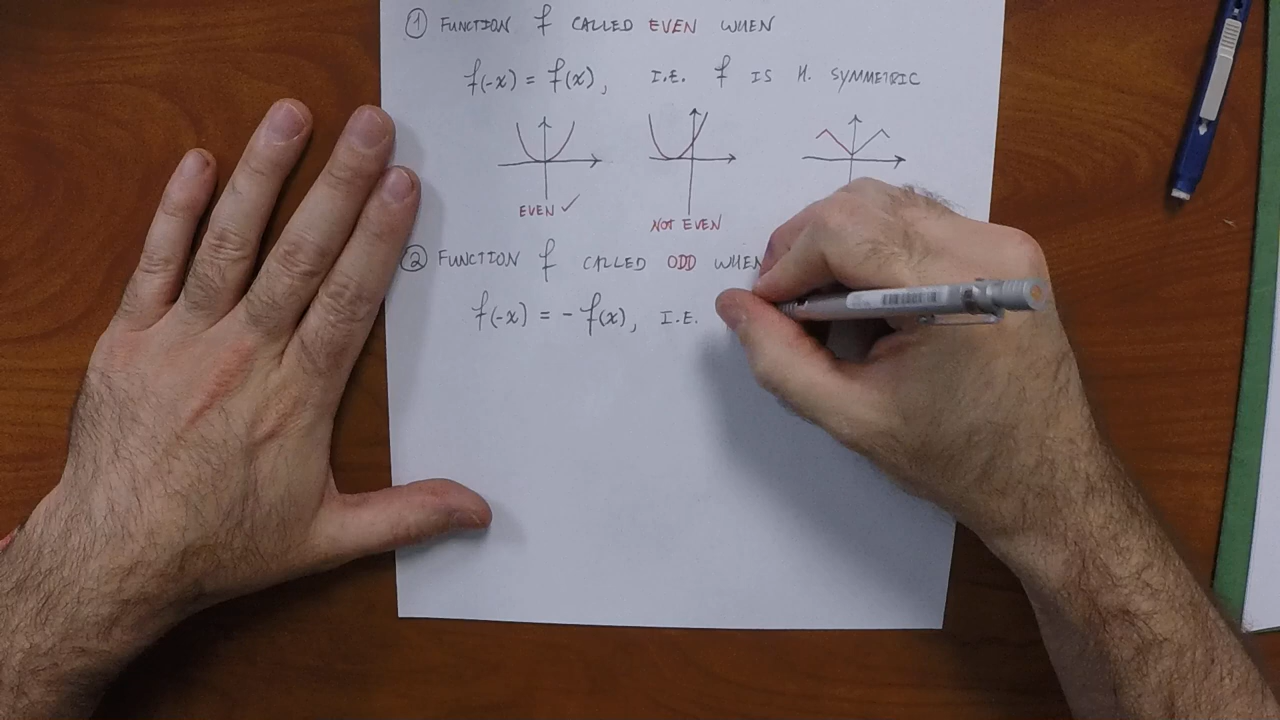 ① FUNCTION f CALLED EVEN WHEN
f(-x) = f(x), I.E. f IS H. SYMMETRIC
EVEN ✓
NOT EVEN
② FUNCTION f CALLED ODD WHEN
f(-x) = - f(x), I.E.